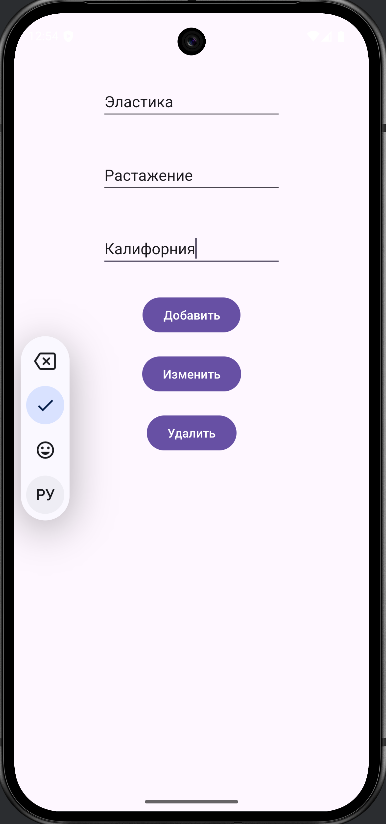 Эластика
Растажение
Калифорния
Добавить
Изменить
Удалить
РУ